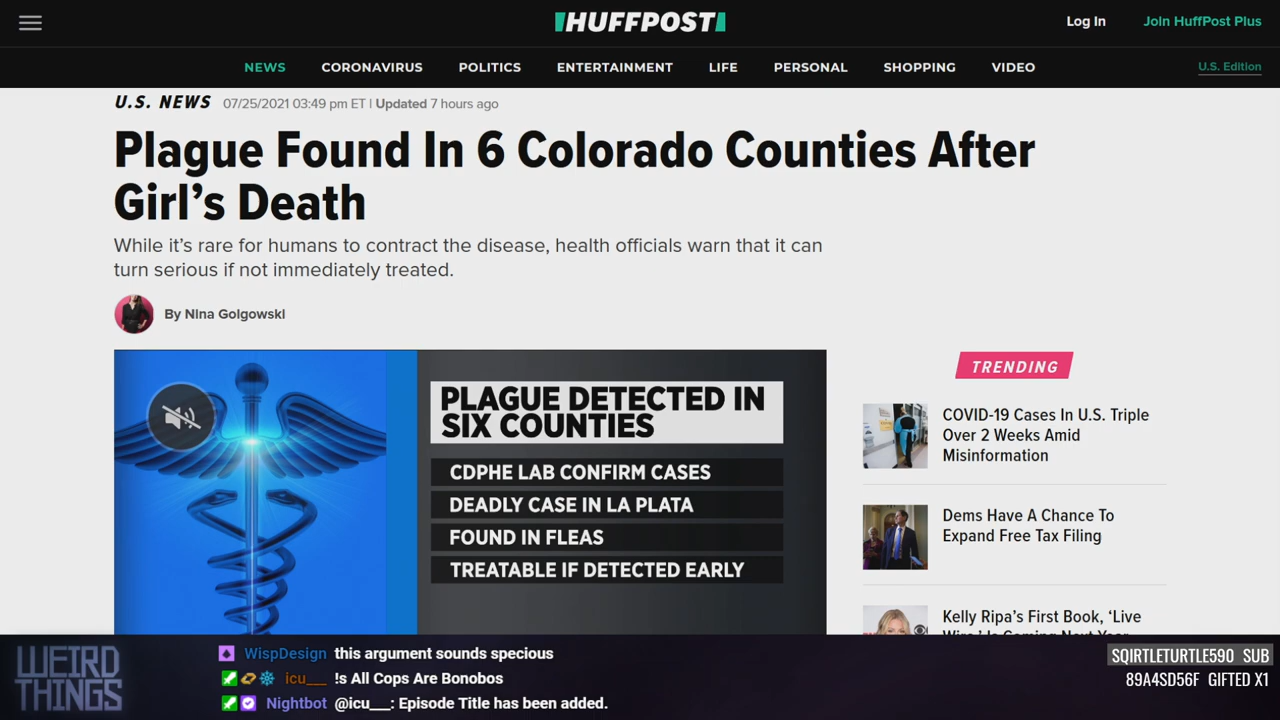 HUFFPOST
Log In
Join HuffPost Plus
NEWS CORONAVIRUS POLITICS ENTERTAINMENT LIFE PERSONAL SHOPPING VIDEO
U.S. Edition
U.S. NEWS 07/25/2021 03:49 pm ET | Updated 7 hours ago
Plague Found In 6 Colorado Counties After
Girl’s Death
While it’s rare for humans to contract the disease, health officials warn that it can
turn serious if not immediately treated.
By Nina Golgowski
PLAGUE DETECTED IN
SIX COUNTIES
CDPHE LAB CONFIRM CASES
DEADLY CASE IN LA PLATA
FOUND IN FLEAS
TREATABLE IF DETECTED EARLY
TRENDING
COVID-19 Cases In U.S. Triple
Over 2 Weeks Amid
Misinformation
Dems Have A Chance To
Expand Free Tax Filing
Kelly Ripa’s First Book, ‘Live
Wire,’ Is Coming Next Year
WEIRD
THINGS
WispDesign this argument sounds specious
icu___ !s All Cops Are Bonobos
Nightbot @icu___: Episode Title has been added.
SQIRTLETURTLE590 SUB
89A4SD56F GIFTED X1